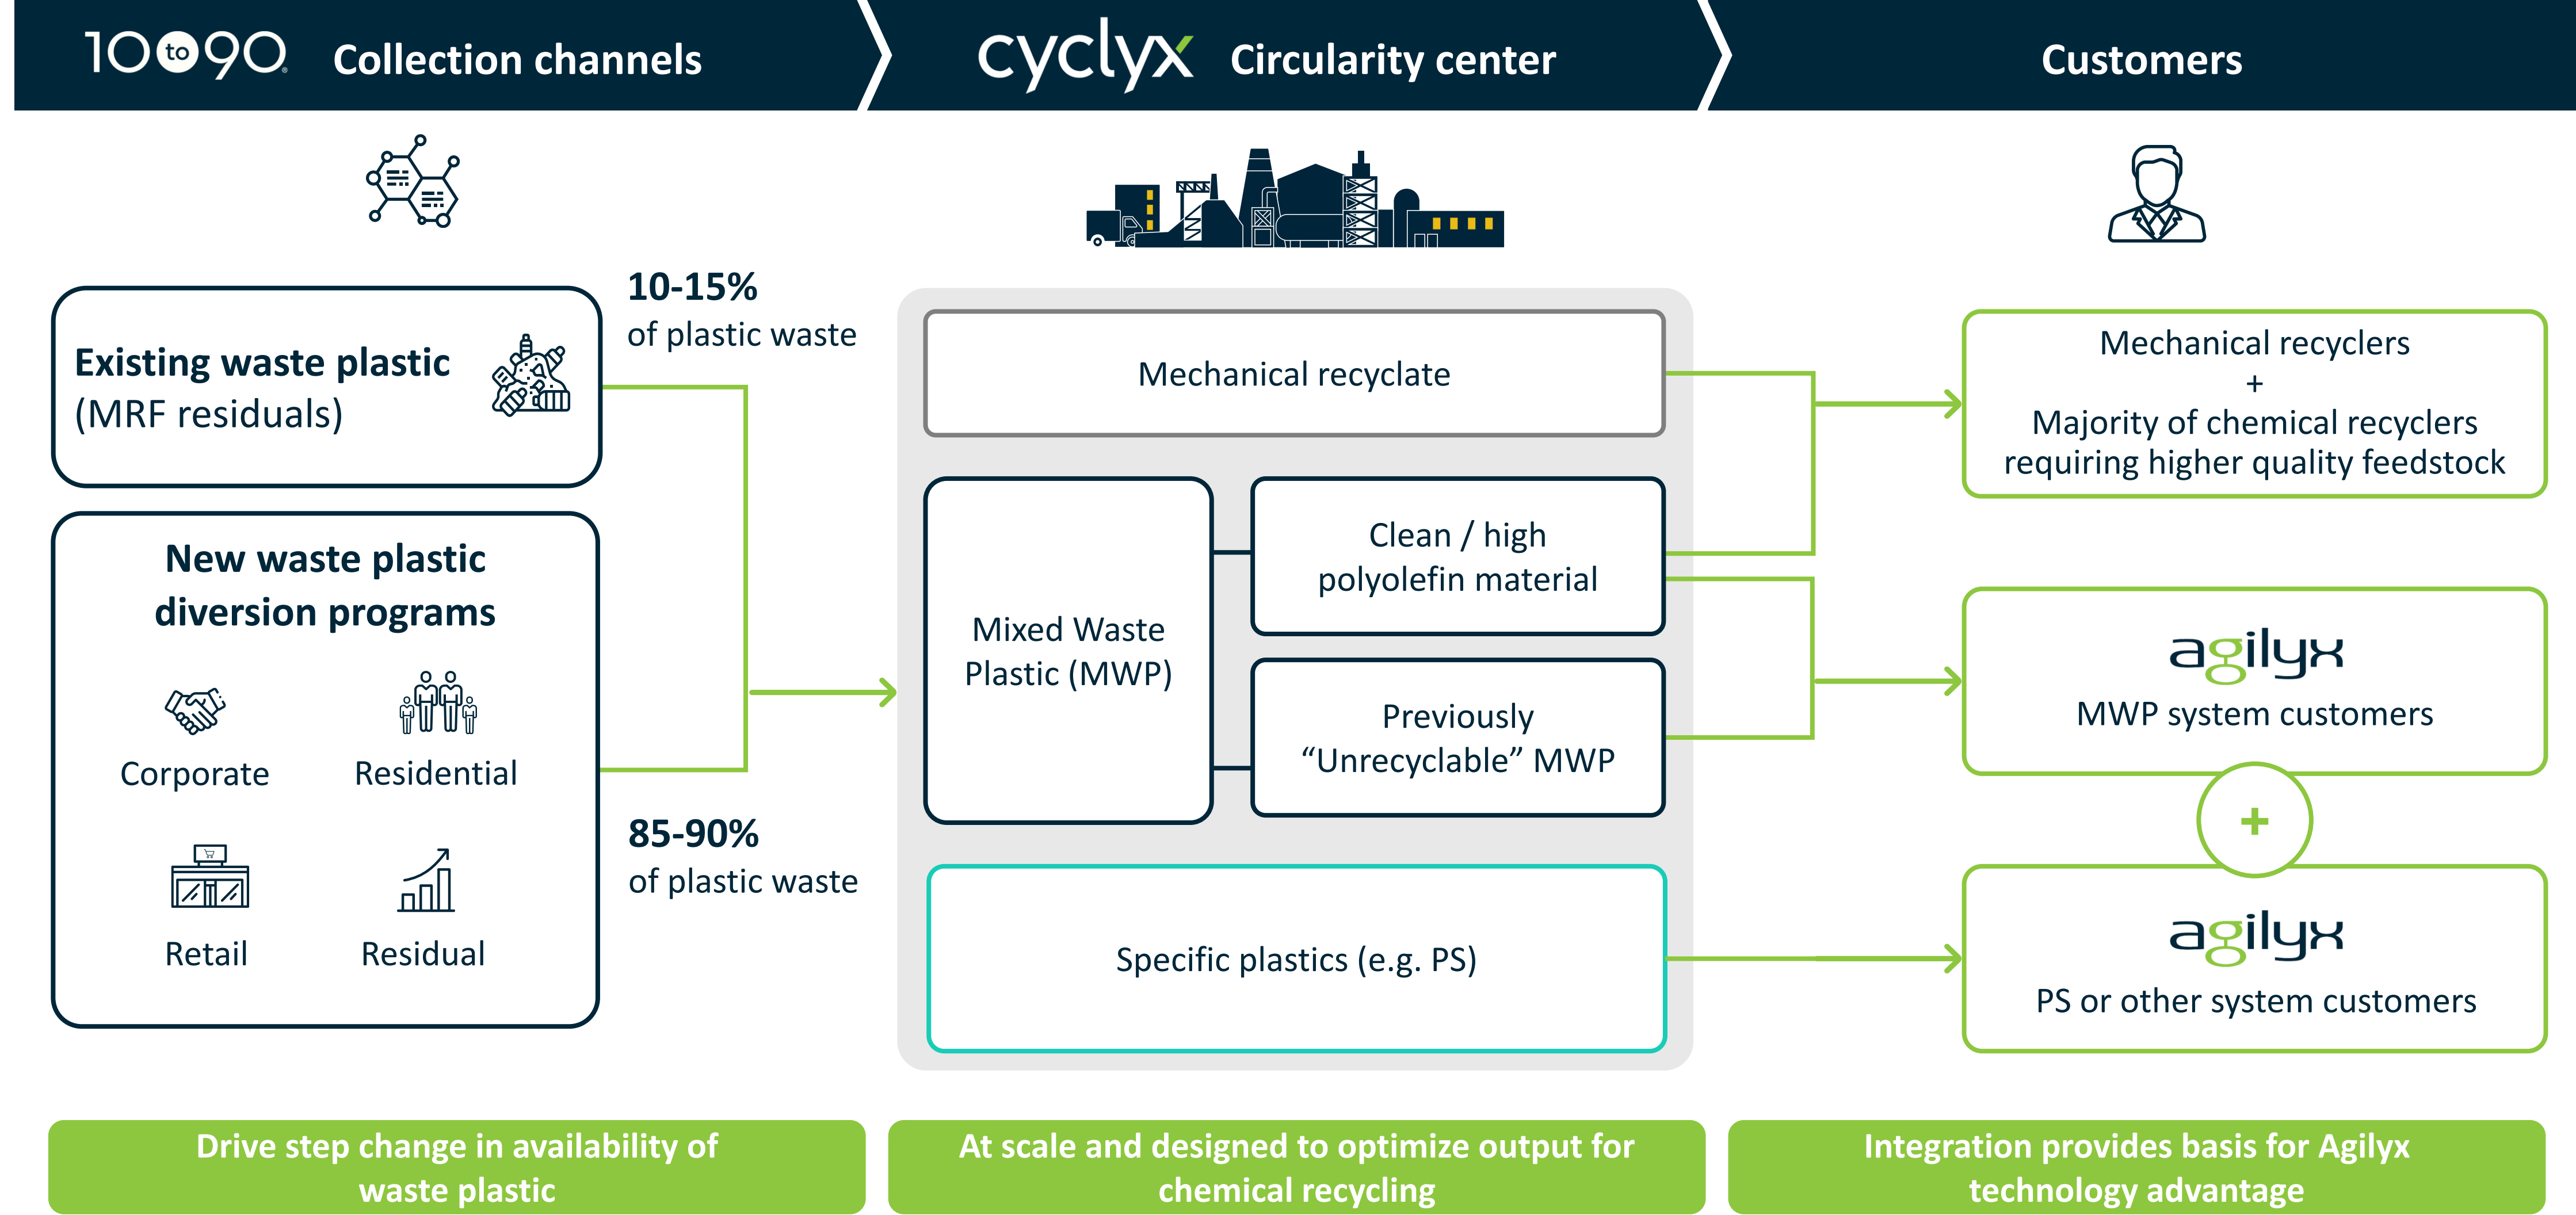 10 to 90 Collection channels
cyclyx Circularity center
Customers
Existing waste plastic
(MRF residuals)
10-15%
of plastic waste
New waste plastic
diversion programs
Corporate
Residential
Retail
Residual
85-90%
of plastic waste
Mechanical recyclate
Mixed Waste
Plastic (MWP)
Clean / high
polyolefin material
Previously
“Unrecyclable” MWP
Specific plastics (e.g. PS)
Mechanical recyclers
+
Majority of chemical recyclers
requiring higher quality feedstock
agilyx
MWP system customers
+
agilyx
PS or other system customers
Drive step change in availability of
waste plastic
At scale and designed to optimize output for
chemical recycling
Integration provides basis for Agilyx
technology advantage